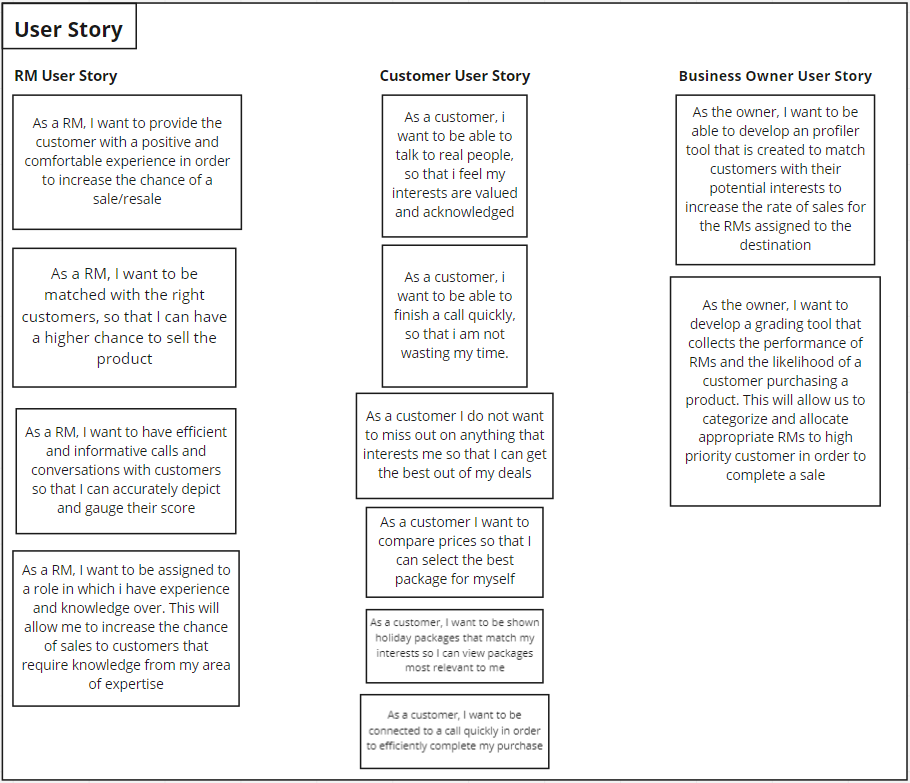 User Story
RM User Story
As a RM, I want to provide the
customer with a positive and
comfortable experience in order
to increase the chance of a
sale/resale
As a RM, I want to be
matched with the right
customers, so that I can have
a higher chance to sell the
product
As a RM, I want to have efficient
and informative calls and
conversations with customers
so that I can accurately depict
and gauge their score
As a RM, I want to be assigned to
a role in which i have experience
and knowledge over. This will
allow me to increase the chance
of sales to customers that
require knowledge from my area
of expertise
Customer User Story
As a customer, i
want to be able to
talk to real people,
so that i feel my
interests are valued
and acknowledged
As a customer, i
want to be able to
finish a call quickly,
so that i am not
wasting my time.
As a customer I do not want
to miss out on anything that
interests me so that I can get
the best out of my deals
As a customer I want to
compare prices so that I
can select the best
package for myself
As a customer, I want to be shown
holiday packages that match my
interests so I can view packages
most relevant to me
As a customer, I want to be
connected to a call quickly in order
to efficiently complete my purchase
Business Owner User Story
As the owner, I want to be
able to develop an profiler
tool that is created to match
customers with their
potential interests to
increase the rate of sales for
the RMs assigned to the
destination
As the owner, I want to
develop a grading tool that
collects the performance of
RMs and the likelihood of a
customer purchasing a
product. This will allow us to
categorize and allocate
appropriate RMs to high
priority customer in order to
complete a sale